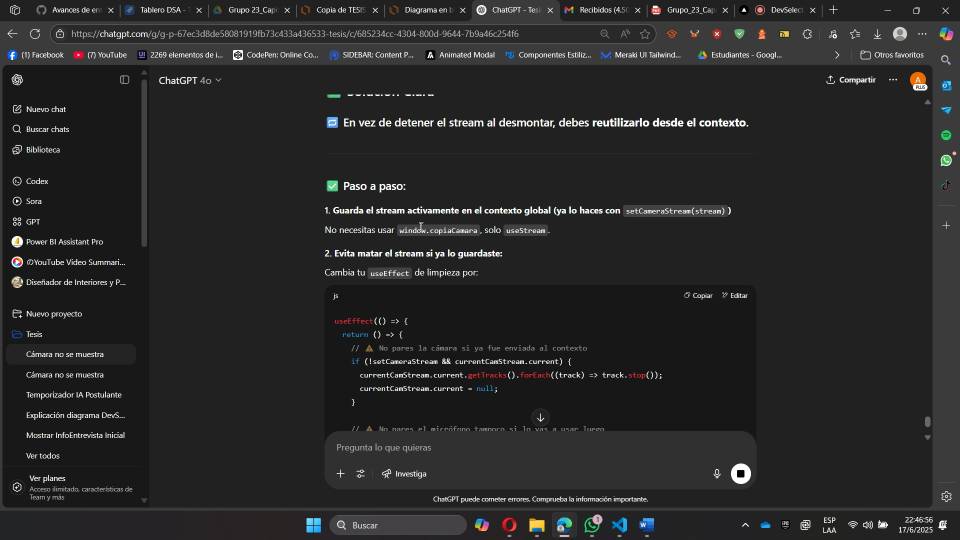 Avances de en
Tablero DSA - T
Grupo 23_Cap
Copia de TESIS
Diagrama en b
ChatGPT - Tesi
Recibidos (4.50
Grupo_23_Cap
DevSelect
https://chatgpt.com/g/g-p-67ec3d8de58081919fb73c433a436533-tesis/c/685234cc-4304-800d-9644-7b9a46c254f6
(1) Facebook
(7) YouTube
2269 elementos de i...
CodePen: Online Co...
SIDEBAR: Content P...
Animated Modal
Componentes Estiliz...
Meraki UI Tailwind...
Estudiantes - Googl...
Otros favoritos
ChatGPT 4o
Compartir
PLUS
Nuevo chat
Buscar chats
Biblioteca
Codex
Sora
GPT
Power BI Assistant Pro
YouTube Video Summari...
Diseñador de Interiores y P...
Nuevo proyecto
Tesis
Cámara no se muestra
Cámara no se muestra
Temporizador IA Postulante
Explicación diagrama DevS...
Mostrar InfoEntrevista Inicial
Ver todos
Ver planes
Acceso ilimitado, características de
Team y más
Solución Clara
En vez de detener el stream al desmontar, debes reutilizarlo desde el contexto.
Paso a paso:
1. Guarda el stream activamente en el contexto global (ya lo haces con setCameraStream(stream))
No necesitas usar window.copiaCamara, solo useStream.
2. Evita matar el stream si ya lo guardaste:
Cambia tu useEffect de limpieza por:
js
Copiar
Editar
useEffect(() => {
return () => {
// ⚠ No pares la cámara si ya fue enviada al contexto
if (!setCameraStream && currentCamStream.current) {
currentCamStream.current.getTracks().forEach((track) => track.stop());
currentCamStream.current = null;
}
// ⚠ No pares el micrófono tampoco si lo vas a usar luego
Pregunta lo que quieras
Investiga
ChatGPT puede cometer errores. Comprueba la información importante.
Buscar
ESP
LAA
22:46:56
17/6/2025